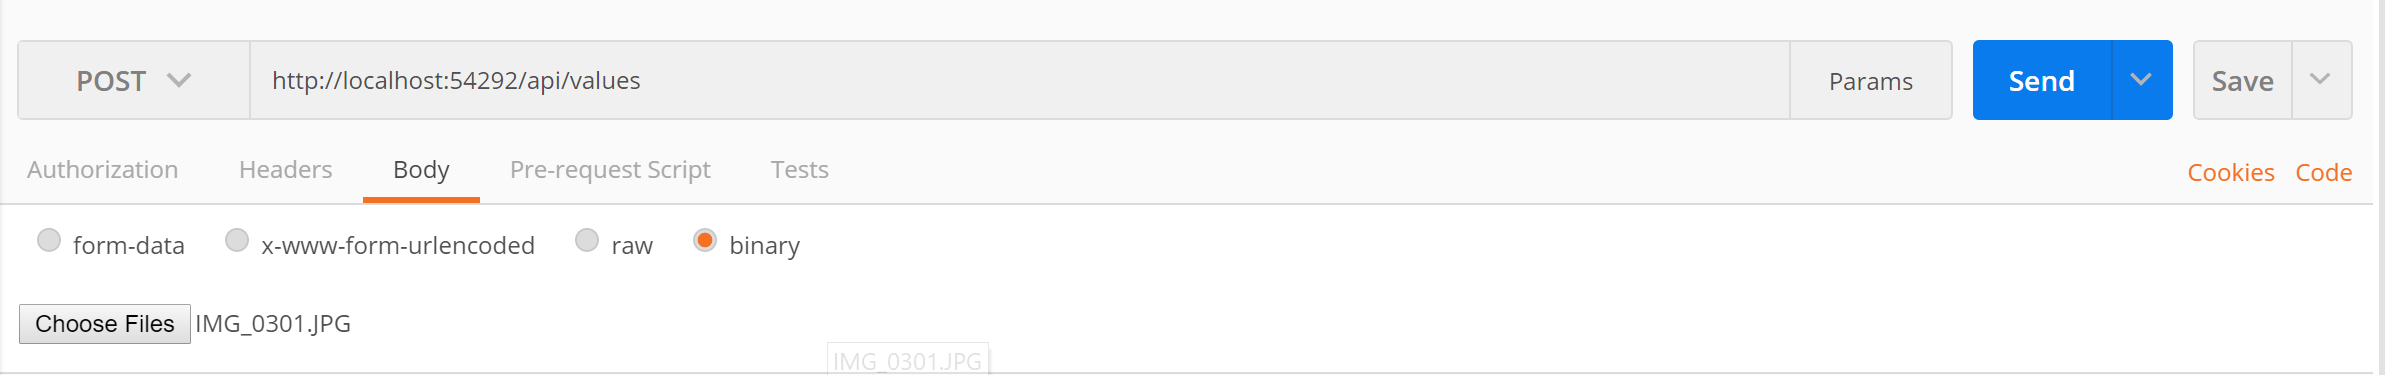 POST http://localhost:54292/api/values Params Send Save
Authorization Headers Body Pre-request Script Tests Cookies Code
form-data x-www-form-urlencoded raw binary
Choose Files IMG_0301.JPG
IMG_0301.JPG